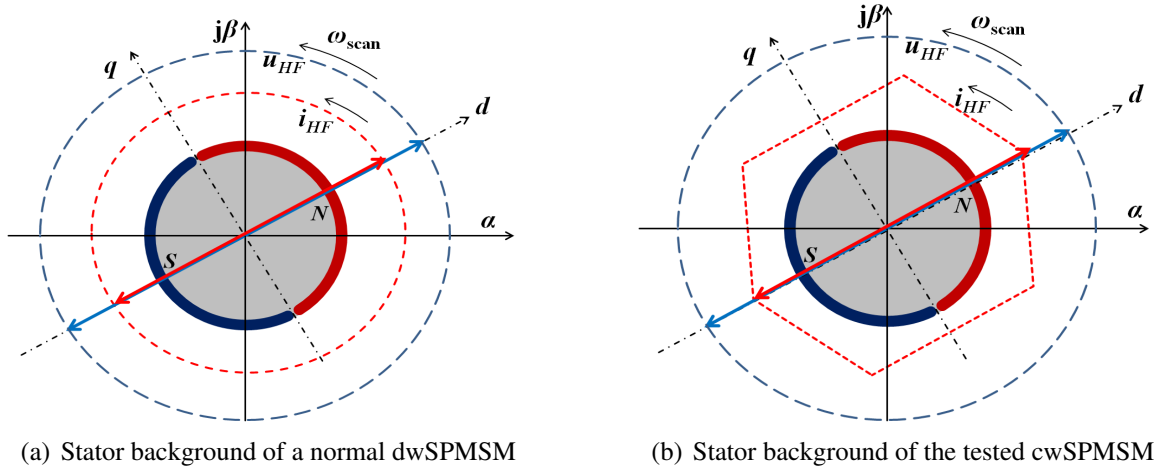 jβ
ω_scan
u_HF
q
i_HF
d
N
S
α
(a) Stator background of a normal dwSPMSM
jβ
ω_scan
u_HF
q
i_HF
d
N
S
α
(b) Stator background of the tested cwSPMSM